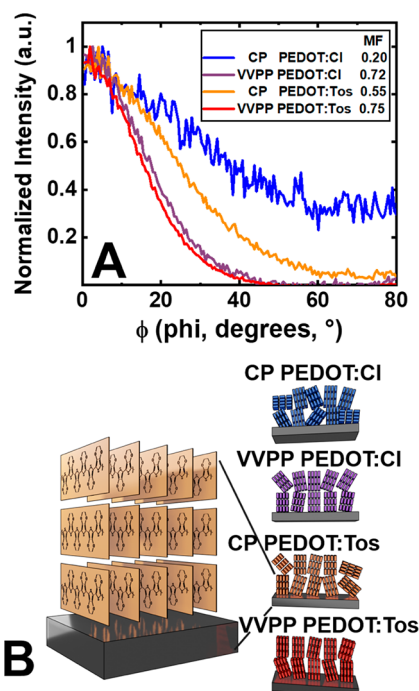 MF
CP PEDOT:Cl 0.20
VVPP PEDOT:Cl 0.72
CP PEDOT:Tos 0.55
VVPP PEDOT:Tos 0.75
Normalized Intensity (a.u.)
1
0.8
0.6
0.4
0.2
A
0 20 40 60 80
ϕ (phi, degrees, °)
CP PEDOT:Cl
VVPP PEDOT:Cl
CP PEDOT:Tos
VVPP PEDOT:Tos
B